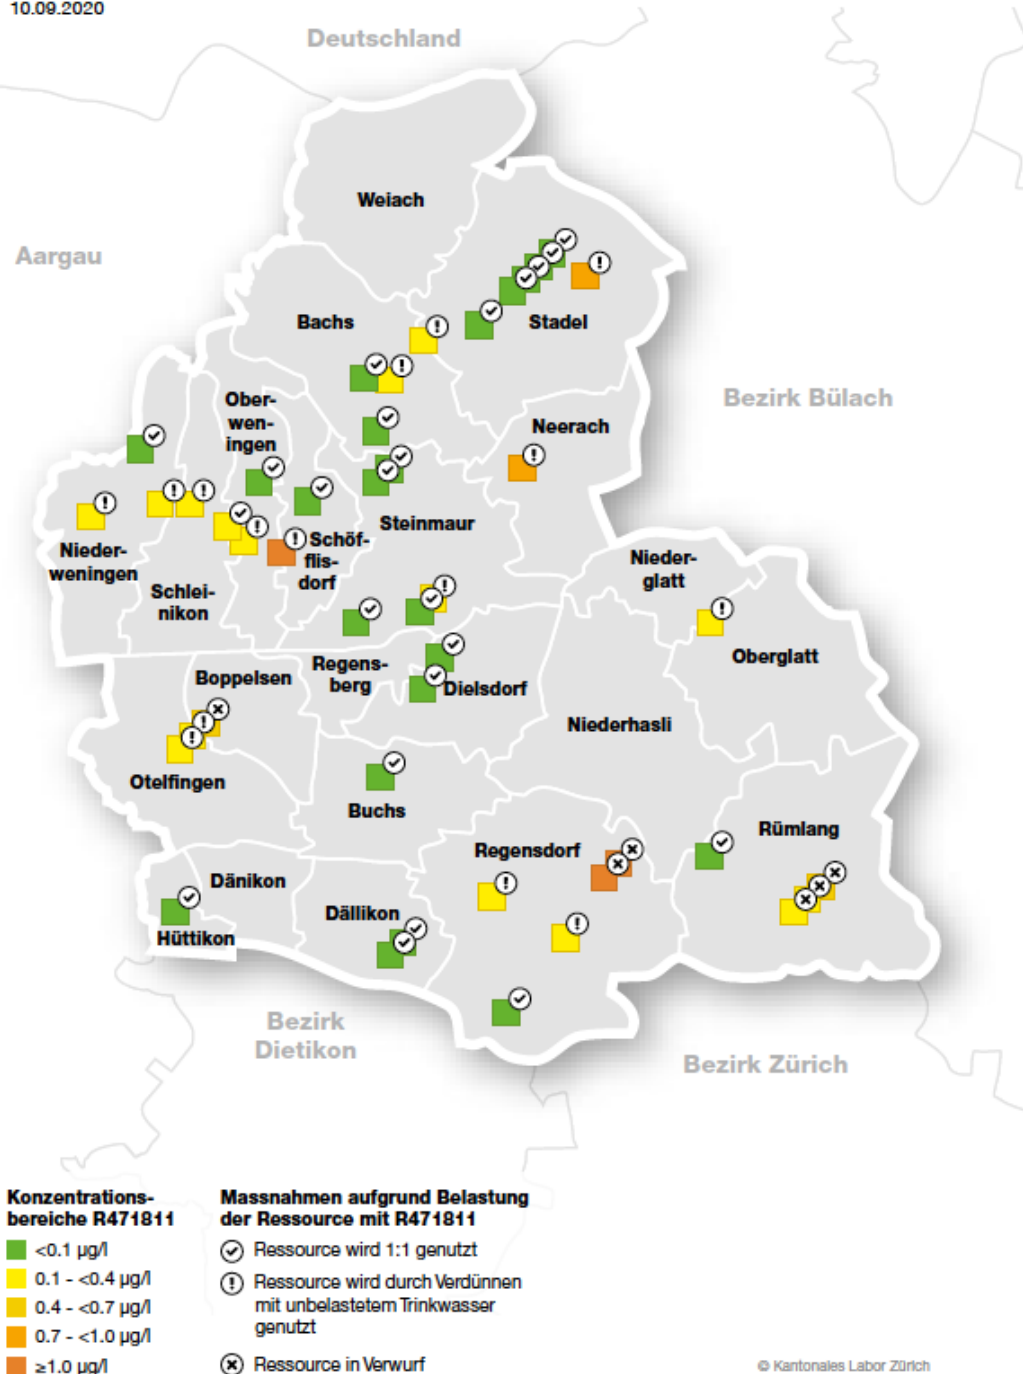 10.09.2020
Deutschland
Weiach
Aargau
Bachs
Stadel
Bezirk Bülach
Ober-
wen-
ingen
Neerach
Steinmaur
Nieder-
weningen
Schöf-
flis-
dorf
Nieder-
glatt
Schlei-
nikon
Oberglatt
Regens-
berg
Boppelsen
Dielsdorf
Niederhasli
Otelfingen
Buchs
Rümlang
Regensdorf
Dänikon
Dällikon
Hüttikon
Bezirk
Dietikon
Bezirk Zürich
Konzentrations-
bereiche R471811
<0.1 µg/l
0.1 - <0.4 µg/l
0.4 - <0.7 µg/l
0.7 - <1.0 µg/l
≥1.0 µg/l
Massnahmen aufgrund Belastung
der Ressource mit R471811
Ressource wird 1:1 genutzt
Ressource wird durch Verdünnen
mit unbelastetem Trinkwasser
genutzt
Ressource in Verwurf
© Kantonales Labor Zürich